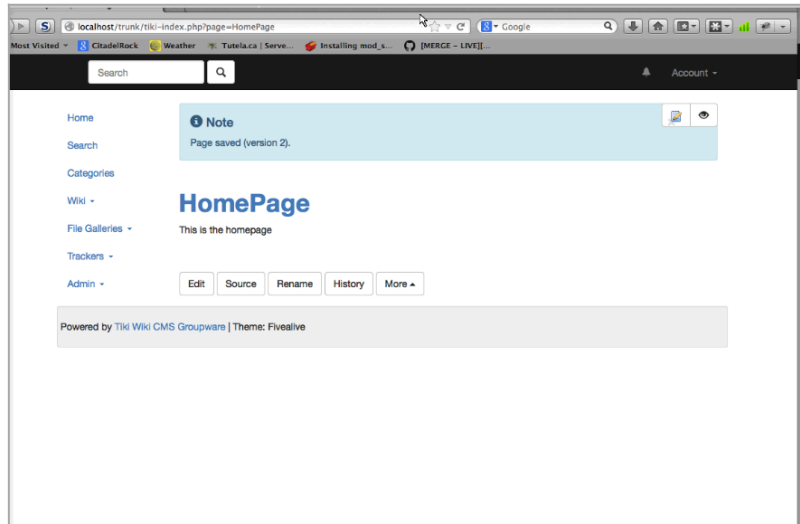 localhost/trunk/tiki-index.php?page=HomePage
Google
Most Visited
CitadelRock
Weather
Tutela.ca | Serve...
Installing mod_s...
[MERGE - LIVE][...
Search
Account
Home
Search
Categories
Wiki
File Galleries
Trackers
Admin
Note
Page saved (version 2).
HomePage
This is the homepage
Edit
Source
Rename
History
More
Powered by Tiki Wiki CMS Groupware | Theme: Fivealive